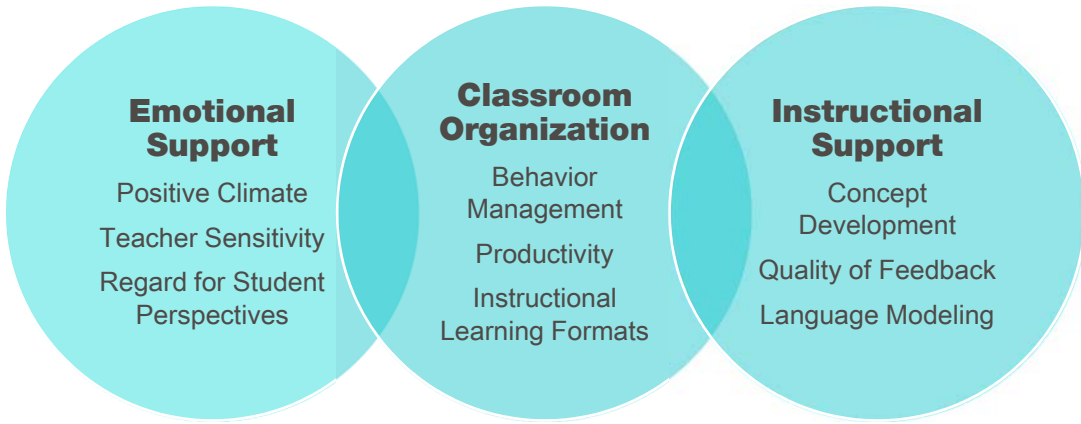 Emotional
Support
Positive Climate
Teacher Sensitivity
Regard for Student
Perspectives
Classroom
Organization
Behavior
Management
Productivity
Instructional
Learning Formats
Instructional
Support
Concept
Development
Quality of Feedback
Language Modeling